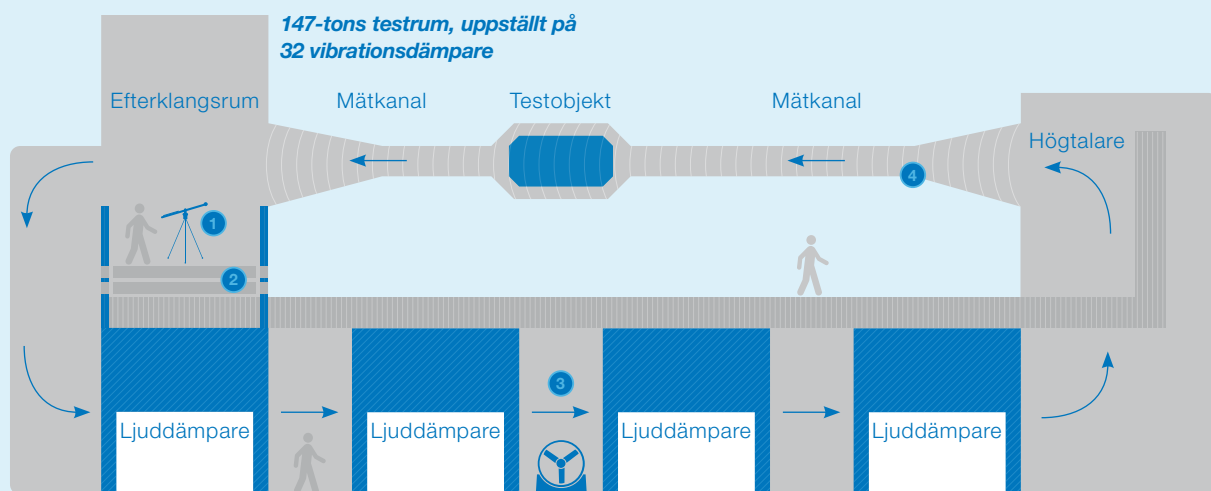 147-tons testrum, uppställt på
32 vibrationsdämpare
Efterklangsrum
Mätkanal
Testobjekt
Mätkanal
Högtalare
4
1
2
3
Ljuddämpare
Ljuddämpare
Ljuddämpare
Ljuddämpare